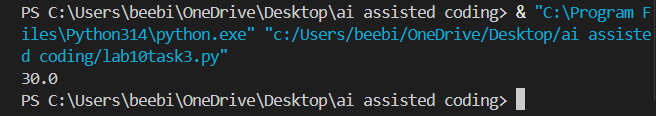 PS C:\Users\beebi\OneDrive\Desktop\ai assisted coding> & "C:\Program F
iles\Python314\python.exe" "c:/Users/beebi/OneDrive/Desktop/ai assiste
d coding/lab10task3.py"
30.0
PS C:\Users\beebi\OneDrive\Desktop\ai assisted coding>